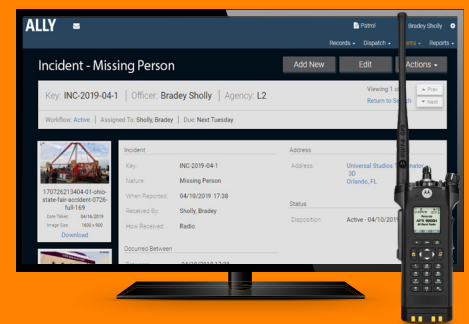 ALLY
Patrol
Bradey Sholly
Records
Dispatch
Reports
Incident - Missing Person
Add New
Edit
Actions
Key: INC-2019-04-1 | Officer: Bradey Sholly | Agency: L2
Viewing 1
Return to
Prev
Next
Workflow: Active | Assigned To: Sholly, Bradey | Due: Next Tuesday
170726213404-01-ohio-
state-fair-accident-0726-
full-169
Date Taken: 04/16/2019
Image Size: 1600 x 900
Download
Incident
Key: INC-2019-04-1
Nature: Missing Person
When Reported: 04/10/2019 17:38
Received By: Sholly, Bradey
How Received: Radio
Occurred Between
Address
Address: Universal Studios
3D
Orlando, FL
Status
Disposition: Active - 04/10/2019